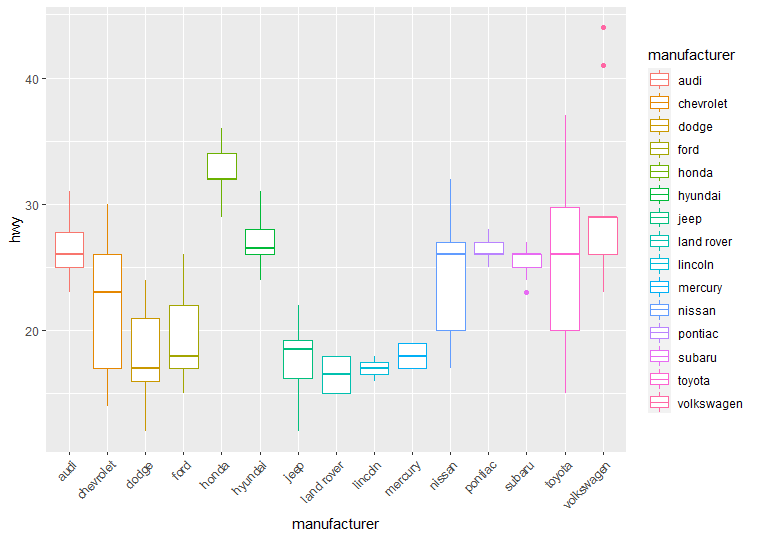 hwy
40
30
20
audi
chevrolet
dodge
ford
honda
hyundai
jeep
land rover
lincoln
mercury
nissan
pontiac
subaru
toyota
volkswagen
manufacturer
manufacturer
audi
chevrolet
dodge
ford
honda
hyundai
jeep
land rover
lincoln
mercury
nissan
pontiac
subaru
toyota
volkswagen